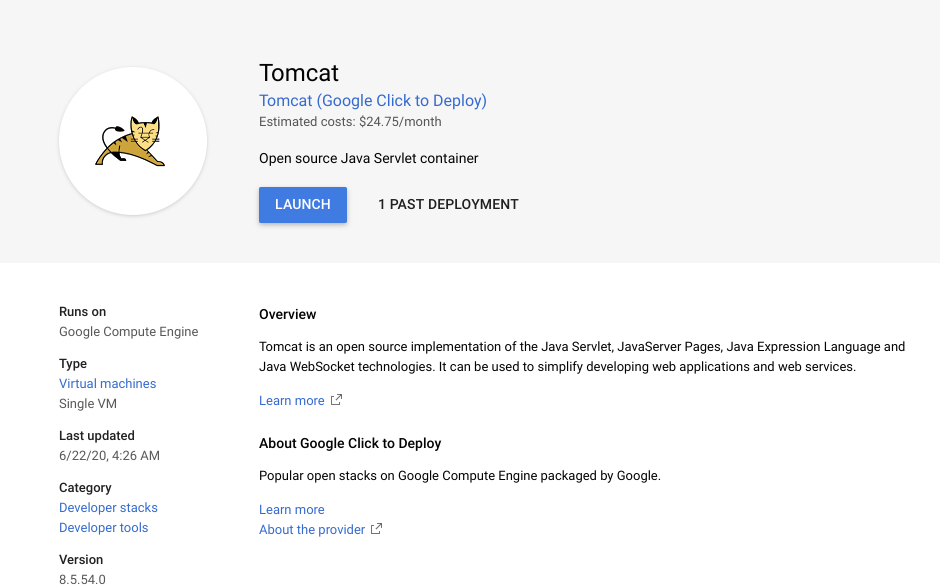 Tomcat
Tomcat (Google Click to Deploy)
Estimated costs: $24.75/month
Open source Java Servlet container
LAUNCH
1 PAST DEPLOYMENT
Runs on
Google Compute Engine
Type
Virtual machines
Single VM
Last updated
6/22/20, 4:26 AM
Category
Developer stacks
Developer tools
Version
8.5.54.0
Overview
Tomcat is an open source implementation of the Java Servlet, JavaServer Pages, Java Expression Language and
Java WebSocket technologies. It can be used to simplify developing web applications and web services.
Learn more
About Google Click to Deploy
Popular open stacks on Google Compute Engine packaged by Google.
Learn more
About the provider